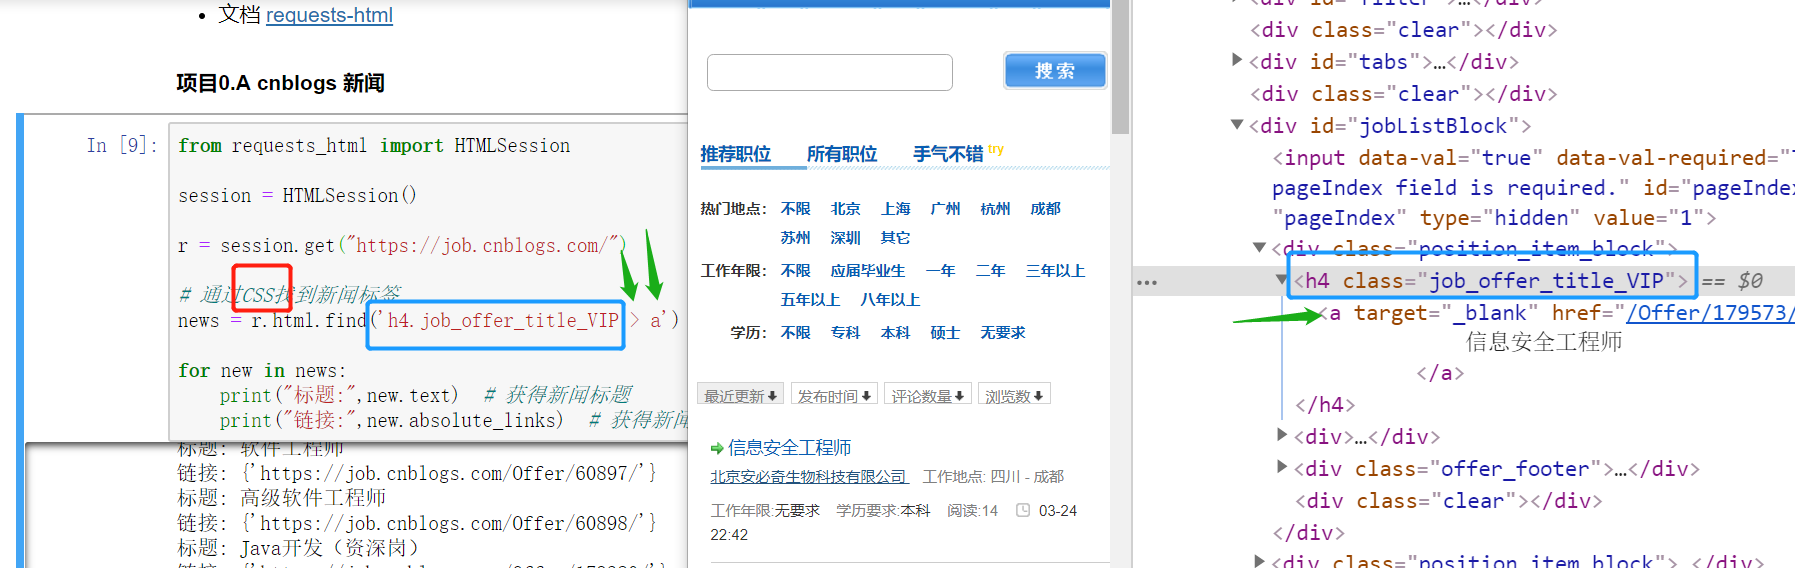 • 文档 requests-html
项目0.A cnblogs 新闻
In [9]:
from requests_html import HTMLSession
session = HTMLSession()
r = session.get("https://job.cnblogs.com/")
# 通过CSS找到新闻标签
news = r.html.find('h4.job_offer_title_VIP > a')
for new in news:
print("标题:",new.text)  # 获得新闻标题
print("链接:",new.absolute_links)  # 获得新闻
标题: 软件工程师
链接: {'https://job.cnblogs.com/Offer/60897/'}
标题: 高级软件工程师
链接: {'https://job.cnblogs.com/Offer/60898/'}
标题: Java开发（资深岗）
搜索
推荐职位 所有职位 手气不错 try
热门地点: 不限 北京 上海 广州 杭州 成都
苏州 深圳 其它
工作年限: 不限 应届毕业生 一年 二年 三年以上
五年以上 八年以上
学历: 不限 专科 本科 硕士 无要求
最近更新 发布时间 评论数量 浏览数
信息安全工程师
北京安必奇生物科技有限公司 工作地点: 四川 - 成都
工作年限:无要求 学历要求:本科 阅读:14 03-24
22:42
<div class="clear"></div>
<div id="tabs">…</div>
<div class="clear"></div>
<div id="jobListBlock">
<input data-val="true" data-val-required="
pageIndex field is required." id="pageIndex
"pageIndex" type="hidden" value="1">
<div class="position_item_block">
<h4 class="job_offer_title_VIP"> == $0
<a target="_blank" href="/Offer/179573/
信息安全工程师
</a>
</h4>
<div>…</div>
<div class="offer_footer">…</div>
<div class="clear"></div>
</div>
<div class="position_item_block">…</div>